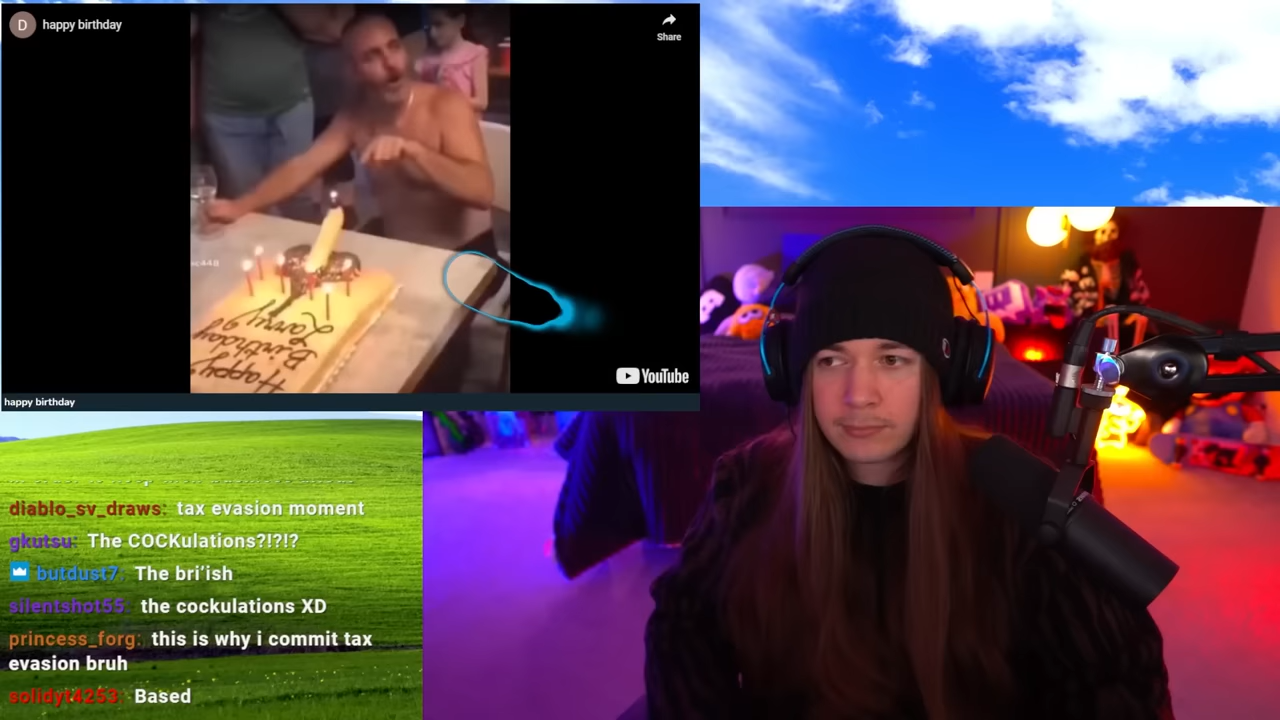 D happy birthday
Share
Happy
Birthday
Larry
YouTube
happy birthday
diablo_sv_draws: tax evasion moment
gkutsu: The COCKulations?!?!?
butdust7: The bri'ish
silentshot55: the cockulations XD
princess_forg: this is why i commit tax
evasion bruh
solidyt4253: Based